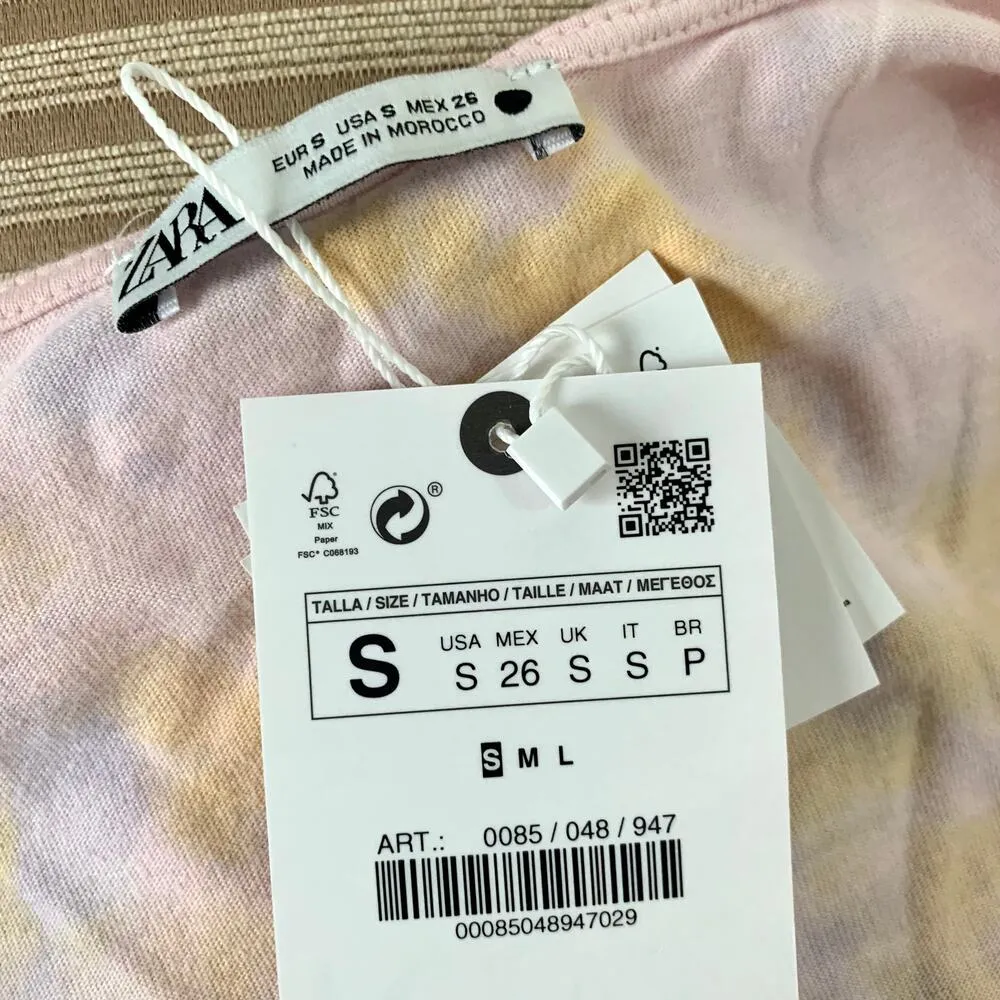 ZARA
EUR S USA S MEX 26
MADE IN MOROCCO
FSC
MIX
Paper
FSC® C068193
®
TALLA / SIZE / TAMANHO / TAILLE / MAAT / ΜΕΓΕΘΟΣ
S
USA MEX UK IT BR
S 26 S S P
S M L
ART.: 0085 / 048 / 947
00085048947029